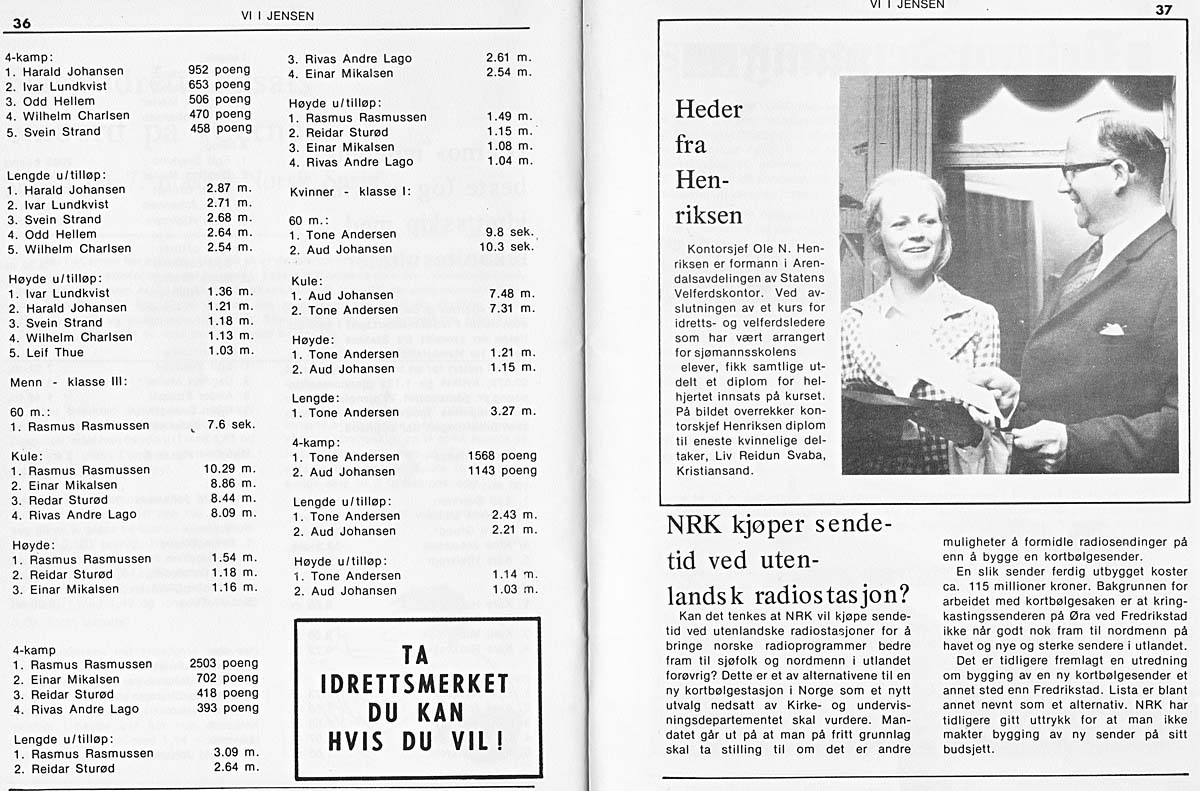 36
VI I JENSEN
4-kamp:
1. Harald Johansen 952 poeng
2. Ivar Lundkvist 653 poeng
3. Odd Hellem 506 poeng
4. Wilhelm Charlsen 470 poeng
5. Svein Strand 458 poeng
Lengde u/tilløp:
1. Harald Johansen 2.87 m.
2. Ivar Lundkvist 2.71 m.
3. Svein Strand 2.68 m.
4. Odd Hellem 2.64 m.
5. Wilhelm Charlsen 2.54 m.
Høyde u/tilløp:
1. Ivar Lundkvist 1.36 m.
2. Harald Johansen 1.21 m.
3. Svein Strand 1.18 m.
4. Wilhelm Charlsen 1.13 m.
5. Leif Thue 1.03 m.
Menn - klasse III:
60 m.:
1. Rasmus Rasmussen 7.6 sek.
Kule:
1. Rasmus Rasmussen 10.29 m.
2. Einar Mikalsen 8.86 m.
3. Redar Sturød 8.44 m.
4. Rivas Andre Lago 8.09 m.
Høyde:
1. Rasmus Rasmussen 1.54 m.
2. Reidar Sturød 1.18 m.
3. Einar Mikalsen 1.16 m.
4-kamp
1. Rasmus Rasmussen 2503 poeng
2. Einar Mikalsen 702 poeng
3. Reidar Sturød 418 poeng
4. Rivas Andre Lago 393 poeng
Lengde u/tilløp:
1. Rasmus Rasmussen 3.09 m.
2. Reidar Sturød 2.64 m.
3. Rivas Andre Lago 2.61 m.
4. Einar Mikalsen 2.54 m.
Høyde u/tilløp:
1. Rasmus Rasmussen 1.49 m.
2. Reidar Sturød 1.15 m.
3. Einar Mikalsen 1.08 m.
4. Rivas Andre Lago 1.04 m.
Kvinner - klasse I:
60 m.:
1. Tone Andersen 9.8 sek.
2. Aud Johansen 10.3 sek.
Kule:
1. Aud Johansen 7.48 m.
2. Tone Andersen 7.31 m.
Høyde:
1. Tone Andersen 1.21 m.
2. Aud Johansen 1.15 m.
Lengde:
1. Tone Andersen 3.27 m.
4-kamp:
1. Tone Andersen 1568 poeng
2. Aud Johansen 1143 poeng
Lengde u/tilløp:
1. Tone Andersen 2.43 m.
2. Aud Johansen 2.21 m.
Høyde u/tilløp:
1. Tone Andersen 1.14 m.
2. Aud Johansen 1.03 m.
TA
IDRETTSMERKET
DU KAN
HVIS DU VIL!
VI I JENSEN
37
Heder
fra
Hen-
riksen
Kontorsjef Ole N. Hen-
riksen er formann i Aren-
dalsavdelingen av Statens
Velferdskontor. Ved av-
slutningen av et kurs for
idretts- og velferdsledere
som har vært arrangert
for sjømannsskolens
elever, fikk samtlige ut-
delt et diplom for hel-
hjertet innsats på kurset.
På bildet overrekker kon-
torskjef Henriksen diplom
til eneste kvinnelige del-
taker, Liv Reidun Svaba,
Kristiansand.
NRK kjøper sende-
tid ved uten-
landsk radiostasjon?
Kan det tenkes at NRK vil kjøpe sende-
tid ved utenlandske radiostasjoner for å
bringe norske radioprogrammer bedre
fram til sjøfolk og nordmenn i utlandet
forøvrig? Dette er et av alternativene til en
ny kortbølgestasjon i Norge som et nytt
utvalg nedsatt av Kirke- og undervis-
ningsdepartementet skal vurdere. Man-
datet går ut på at man på fritt grunnlag
skal ta stilling til om det er andre
muligheter å formidle radiosendinger på
enn å bygge en kortbølgesender.
En slik sender ferdig utbygget koster
ca. 115 millioner kroner. Bakgrunnen for
arbeidet med kortbølgesaken er at kring-
kastingssenderen på Øra ved Fredrikstad
ikke når godt nok fram til nordmenn på
havet og nye og sterke sendere i utlandet.
Det er tidligere fremlagt en utredning
om bygging av en ny kortbølgesender et
annet sted enn Fredrikstad. Lista er blant
annet nevnt som et alternativ. NRK har
tidligere gitt uttrykk for at man ikke
makter bygging av ny sender på sitt
budsjett.